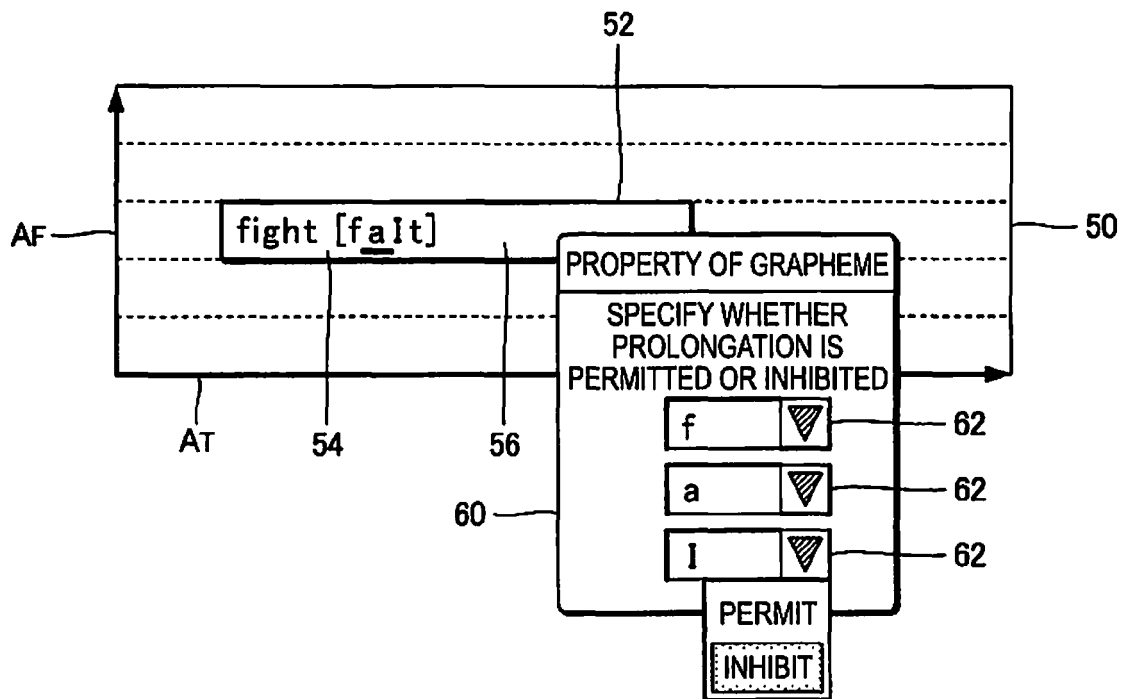 52
fight [faIt]
AF
50
PROPERTY OF GRAPHEME
SPECIFY WHETHER
PROLONGATION IS
PERMITTED OR INHIBITED
AT
54
56
f
62
a
62
60
I
62
PERMIT
INHIBIT